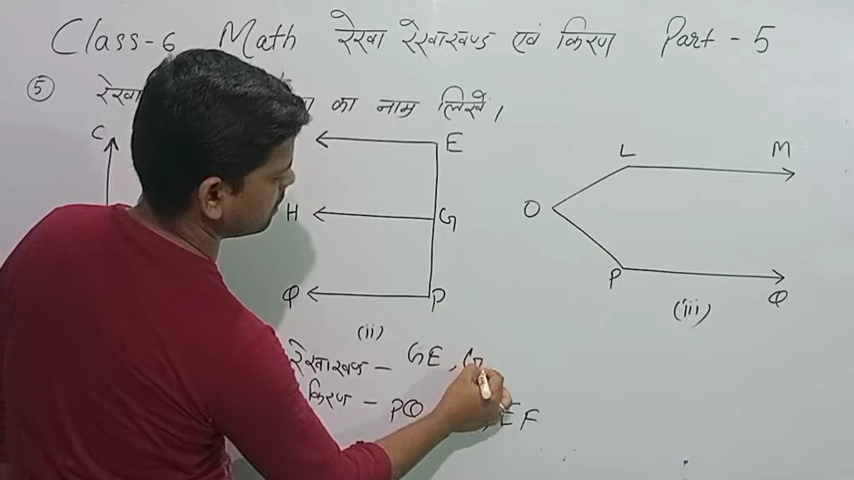 Class-6 Math रेखा रेखाखण्ड एवं किरण Part - 5
⑤ रेखा का नाम लिखें।
C
E
L M
H G
O
Q P
P Q
(ii)
(iii)
रेखाखण्ड - GE,
किरण - PQ , EF